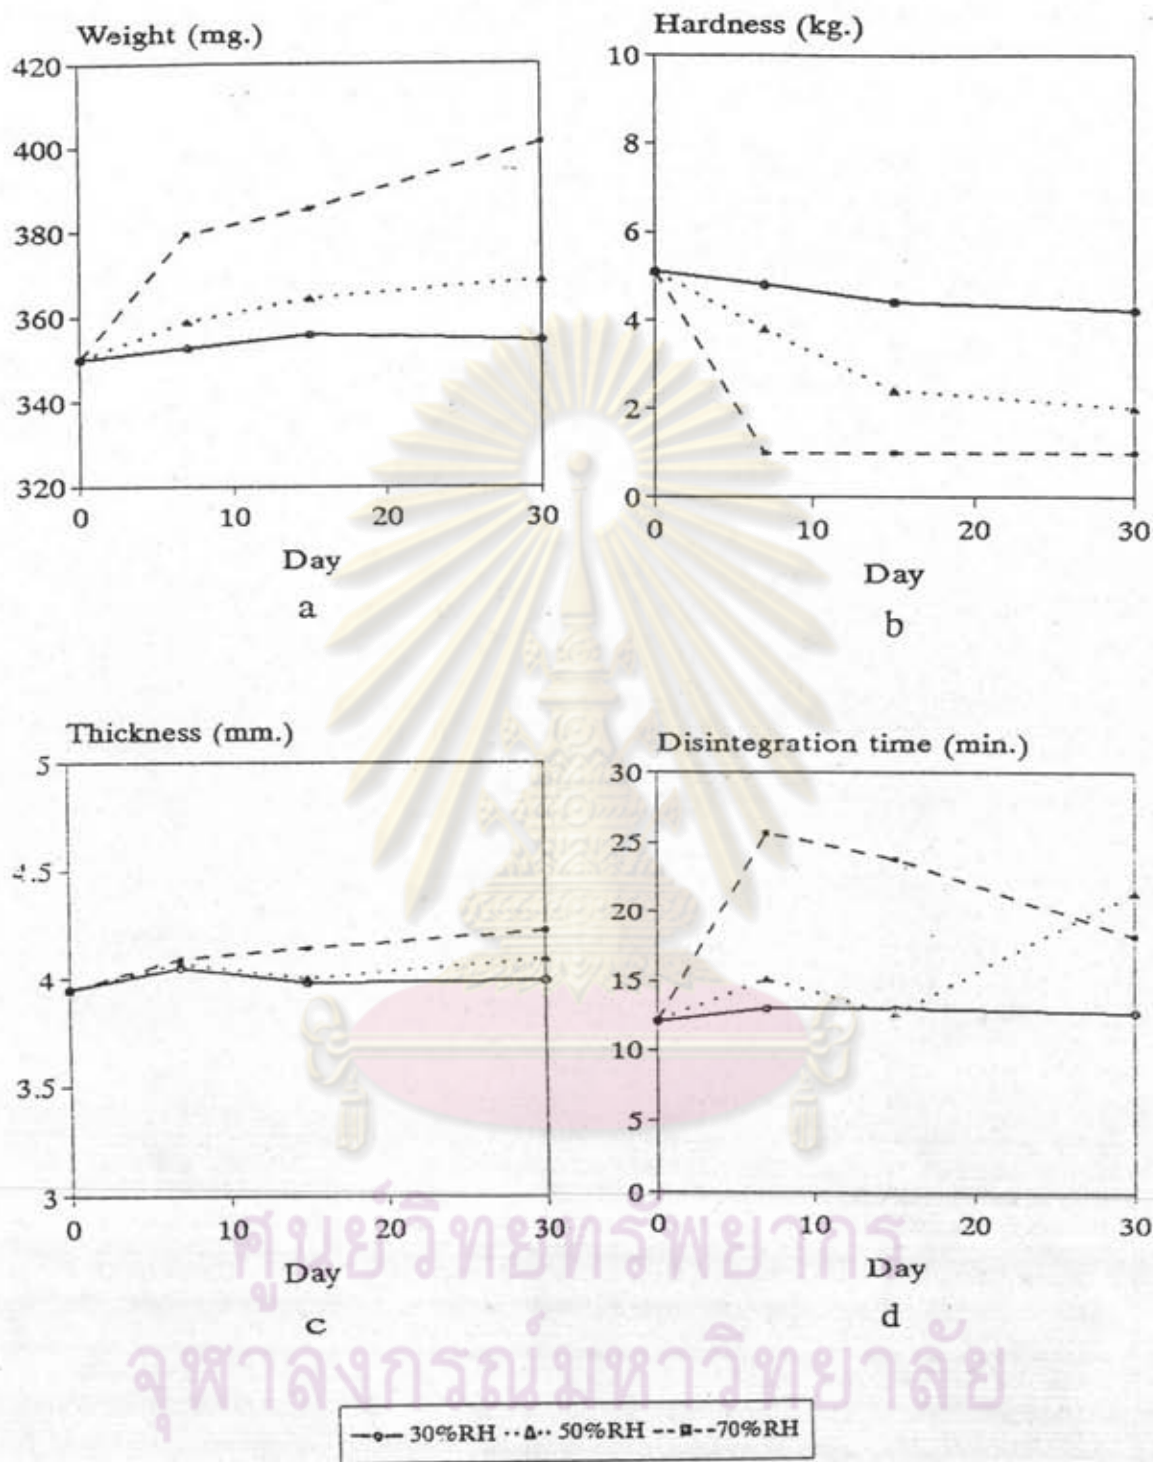 Weight (mg.)
420
400
380
360
340
320
0 10 20 30
Day
a
Hardness (kg.)
10
8
6
4
2
0
0 10 20 30
Day
b
Thickness (mm.)
5
4.5
4
3.5
3
0 10 20 30
Day
c
Disintegration time (min.)
30
25
20
15
10
5
0
0 10 20 30
Day
d
ศูนย์วิทยทรัพยากร
จุฬาลงกรณ์มหาวิทยาลัย
30%RH 50%RH 70%RH